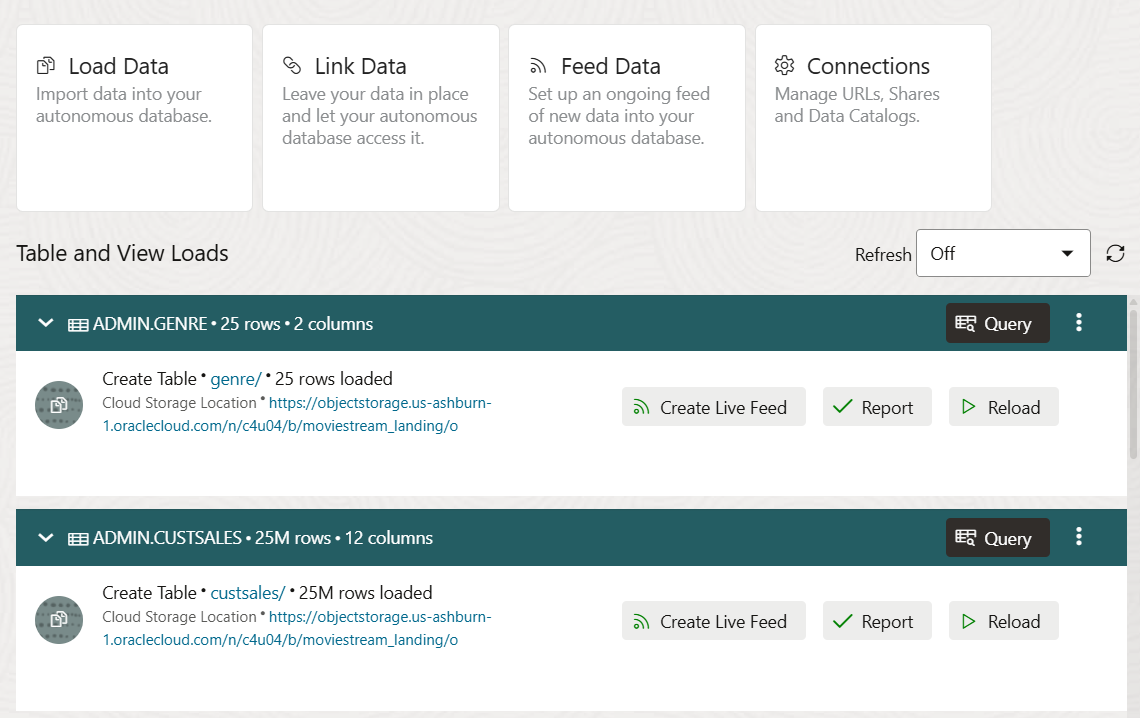 Load Data
Import data into your
autonomous database.
Link Data
Leave your data in place
and let your autonomous
database access it.
Feed Data
Set up an ongoing feed
of new data into your
autonomous database.
Connections
Manage URLs, Shares
and Data Catalogs.
Table and View Loads
Refresh Off
ADMIN.GENRE • 25 rows • 2 columns Query
Create Table • genre/ • 25 rows loaded
Cloud Storage Location • https://objectstorage.us-ashburn-
1.oraclecloud.com/n/c4u04/b/moviestream_landing/o
Create Live Feed Report Reload
ADMIN.CUSTSALES • 25M rows • 12 columns Query
Create Table • custsales/ • 25M rows loaded
Cloud Storage Location • https://objectstorage.us-ashburn-
1.oraclecloud.com/n/c4u04/b/moviestream_landing/o
Create Live Feed Report Reload